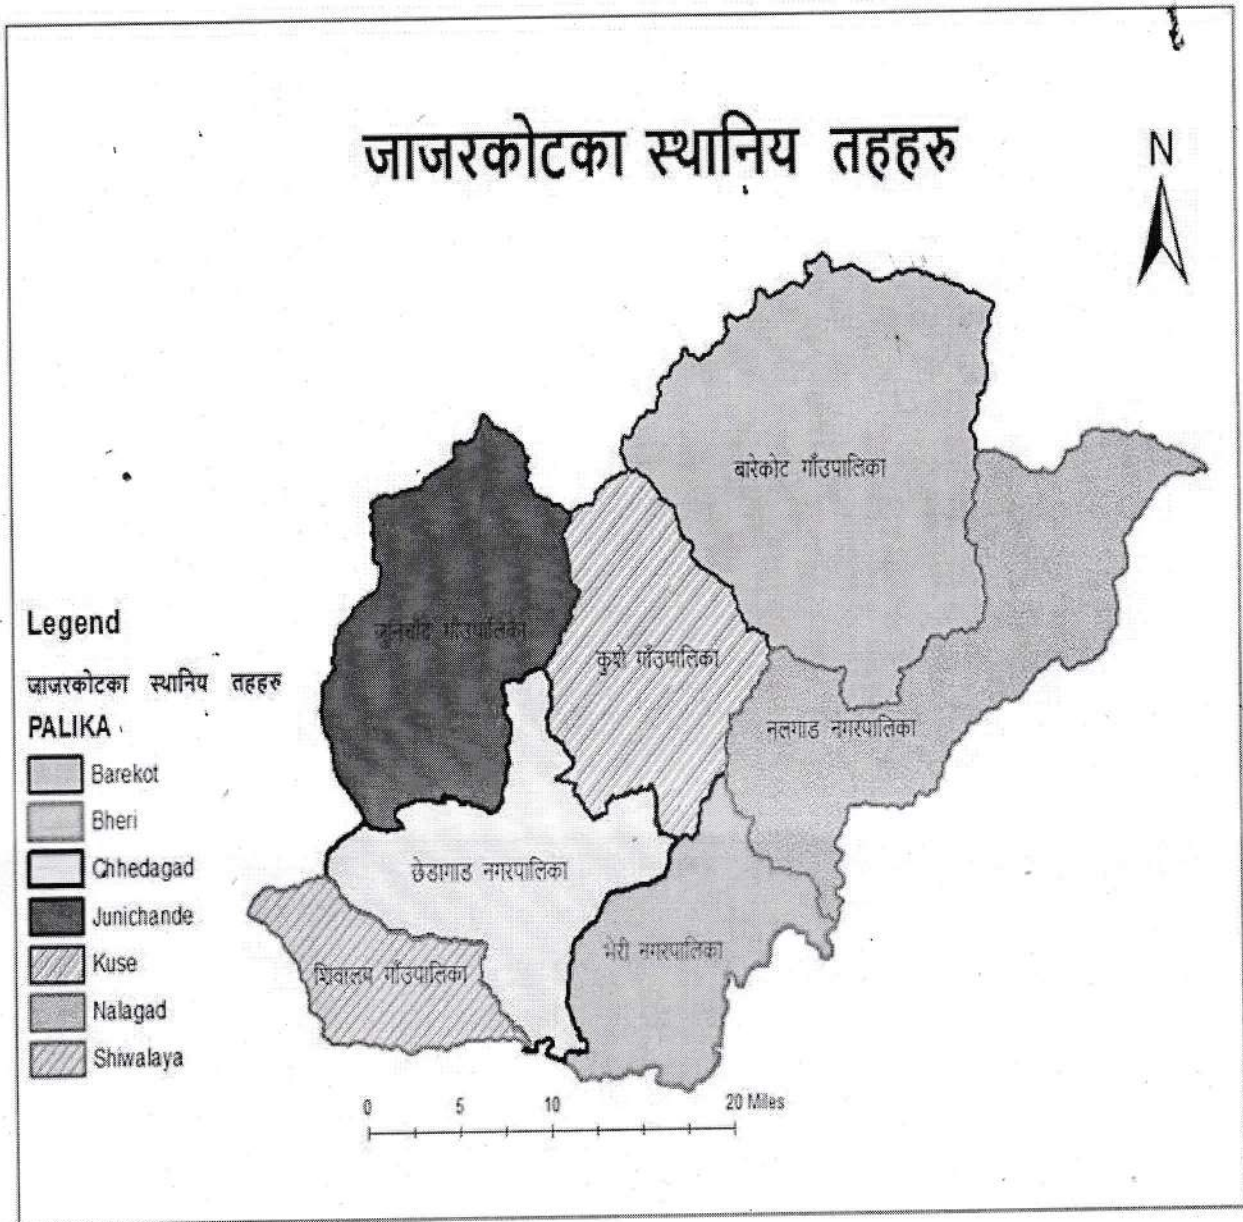 जाजरकोटका स्थानिय तहहरु
N
बारेकोट गाँउपालिका
जुनिचाँदे गाँउपालिका
कुशे गाँउपालिका
नलगाड नगरपालिका
छेडागाड नगरपालिका
भेरी नगरपालिका
शिवालय गाँउपालिका
Legend
जाजरकोटका स्थानिय तहहरु
PALIKA
Barekot
Bheri
Chhedagad
Junichande
Kuse
Nalagad
Shiwalaya
0 5 10 20 Miles